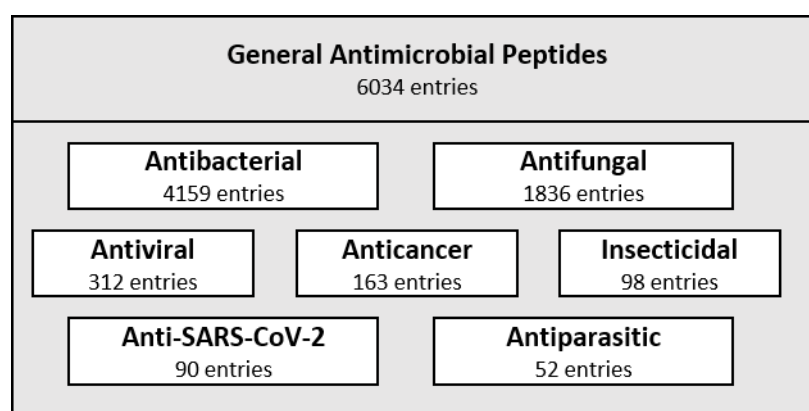 General Antimicrobial Peptides
6034 entries
Antibacterial
4159 entries
Antifungal
1836 entries
Antiviral
312 entries
Anticancer
163 entries
Insecticidal
98 entries
Anti-SARS-CoV-2
90 entries
Antiparasitic
52 entries